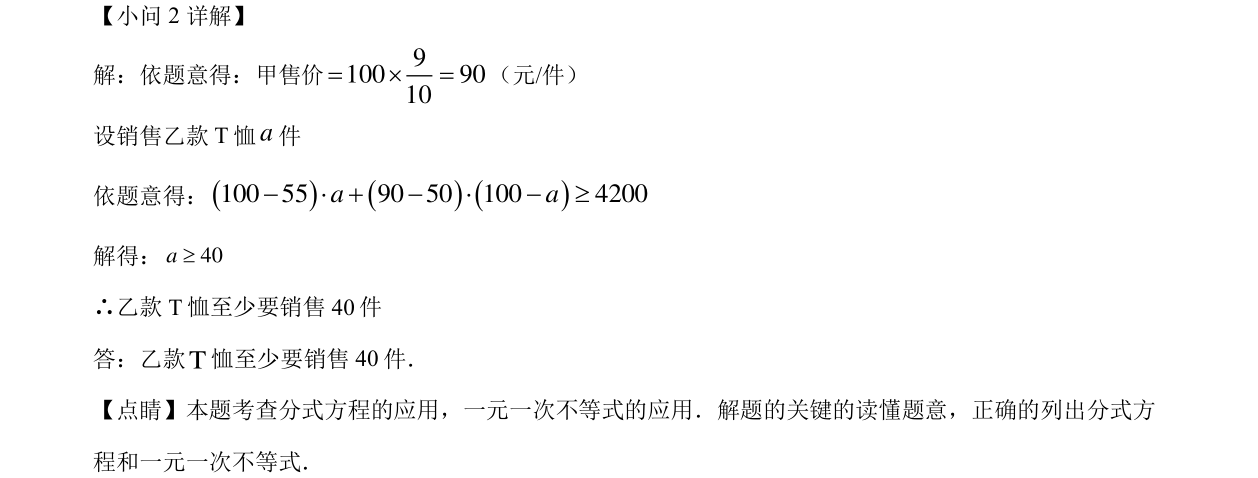 【小问 2 详解】
解：依题意得：甲售价=100×9/10=90（元/件）
设销售乙款 T 恤 a 件
依题意得：(100－55)·a＋(90－50)·(100－a)≥4200
解得：a≥40
∴乙款 T 恤至少要销售 40 件
答：乙款T恤至少要销售 40 件．
【点睛】本题考查分式方程的应用，一元一次不等式的应用．解题的关键的读懂题意，正确的列出分式方
程和一元一次不等式．